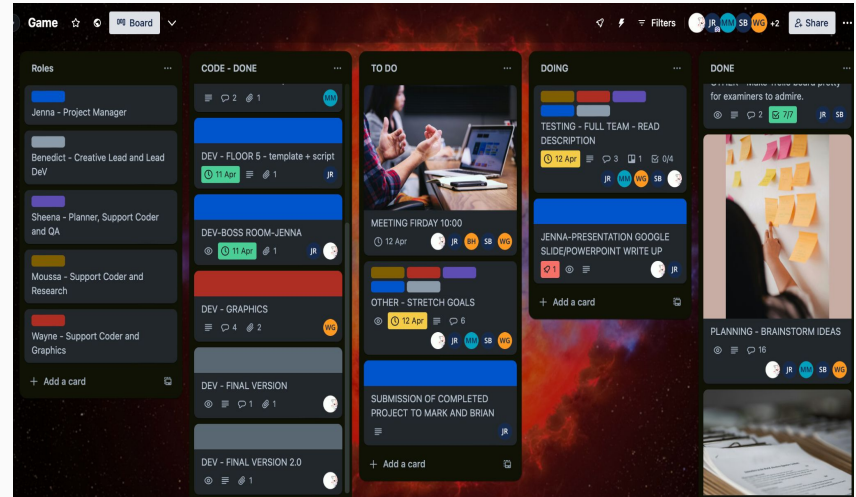 Game
Board
Filters
JR
MM
SB
WG
+2
Share
Roles
Jenna - Project Manager
Benedict - Creative Lead and Lead
DeV
Sheena - Planner, Support Coder
and QA
Moussa - Support Coder and
Research
Wayne - Support Coder and
Graphics
+ Add a card
CODE - DONE
2
1
MM
DEV - FLOOR 5 - template + script
11 Apr
1
JR
DEV-BOSS ROOM-JENNA
11 Apr
1
JR
DEV - GRAPHICS
4
2
WG
DEV - FINAL VERSION
1
1
DEV - FINAL VERSION 2.0
1
TO DO
MEETING FIRDAY 10:00
12 Apr
JR
BH
SB
WG
OTHER - STRETCH GOALS
12 Apr
6
JR
MM
SB
WG
SUBMISSION OF COMPLETED
PROJECT TO MARK AND BRIAN
JR
+ Add a card
DOING
TESTING - FULL TEAM - READ
DESCRIPTION
12 Apr
3
1
0/4
JR
MM
WG
SB
JENNA-PRESENTATION GOOGLE
SLIDE/POWERPOINT WRITE UP
1
JR
+ Add a card
DONE
for examiners to admire.
2
7/7
JR
SB
PLANNING - BRAINSTORM IDEAS
16
JR
MM
SB
WG